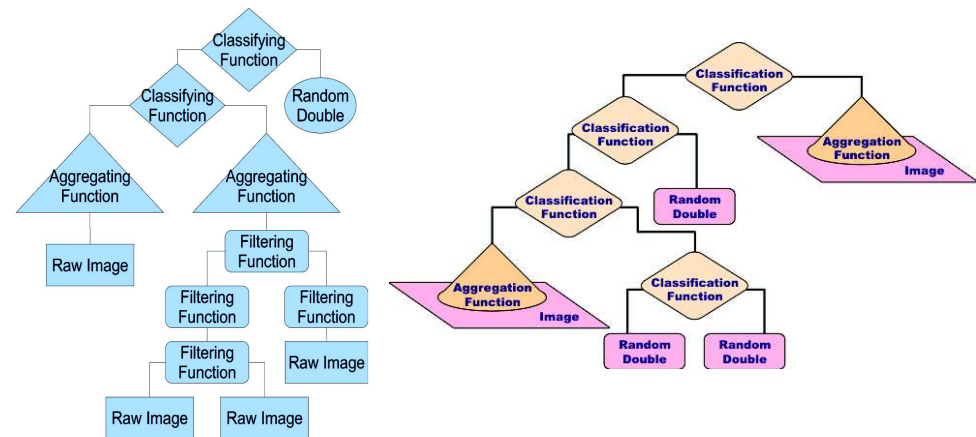 Classifying
Function
Classifying
Function
Random
Double
Aggregating
Function
Aggregating
Function
Raw Image
Filtering
Function
Filtering
Function
Filtering
Function
Filtering
Function
Raw Image
Raw Image
Raw Image
Classification
Function
Classification
Function
Aggregation
Function
Image
Classification
Function
Random
Double
Aggregation
Function
Image
Classification
Function
Random
Double
Random
Double